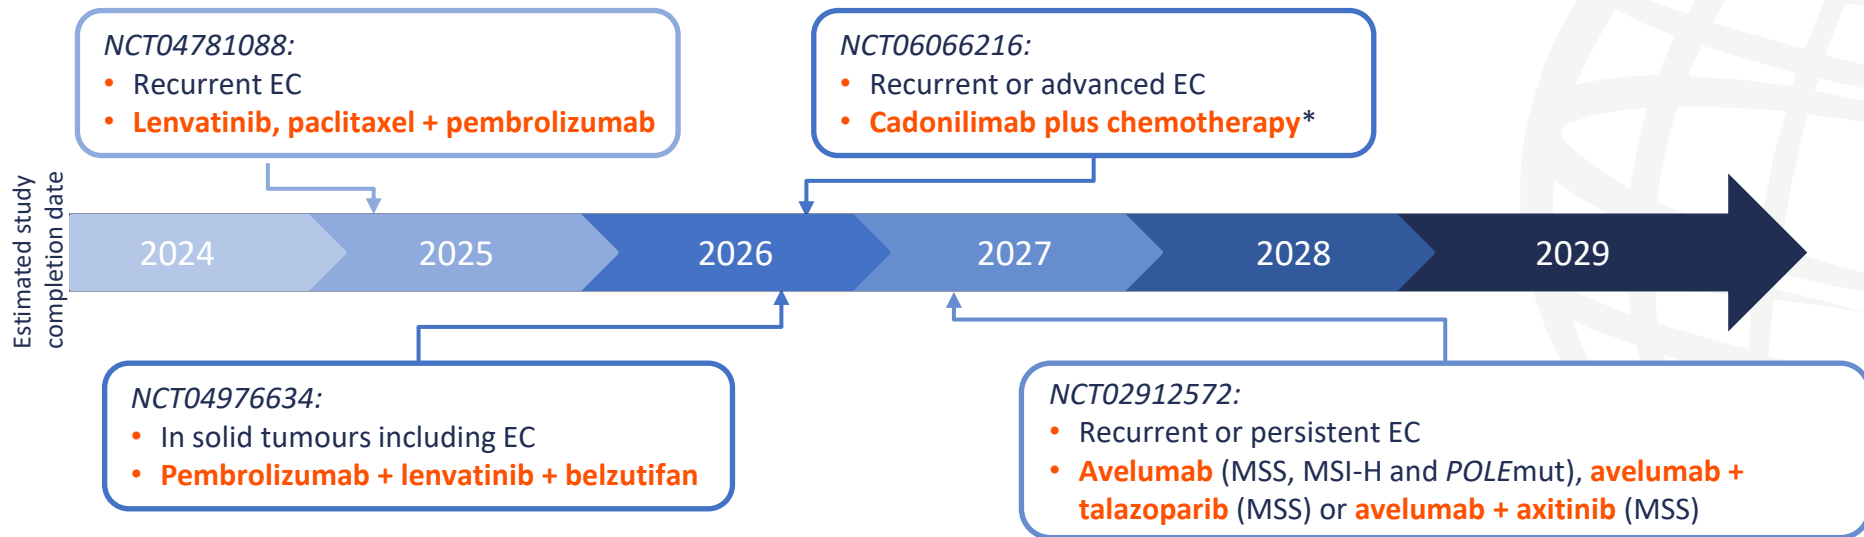 NCT04781088:
• Recurrent EC
• Lenvatinib, paclitaxel + pembrolizumab
NCT06066216:
• Recurrent or advanced EC
• Cadonilimab plus chemotherapy*
Estimated study
completion date
2024
2025
2026
2027
2028
2029
NCT04976634:
• In solid tumours including EC
• Pembrolizumab + lenvatinib + belzutifan
NCT02912572:
• Recurrent or persistent EC
• Avelumab (MSS, MSI-H and POLEmut), avelumab +
talazoparib (MSS) or avelumab + axitinib (MSS)